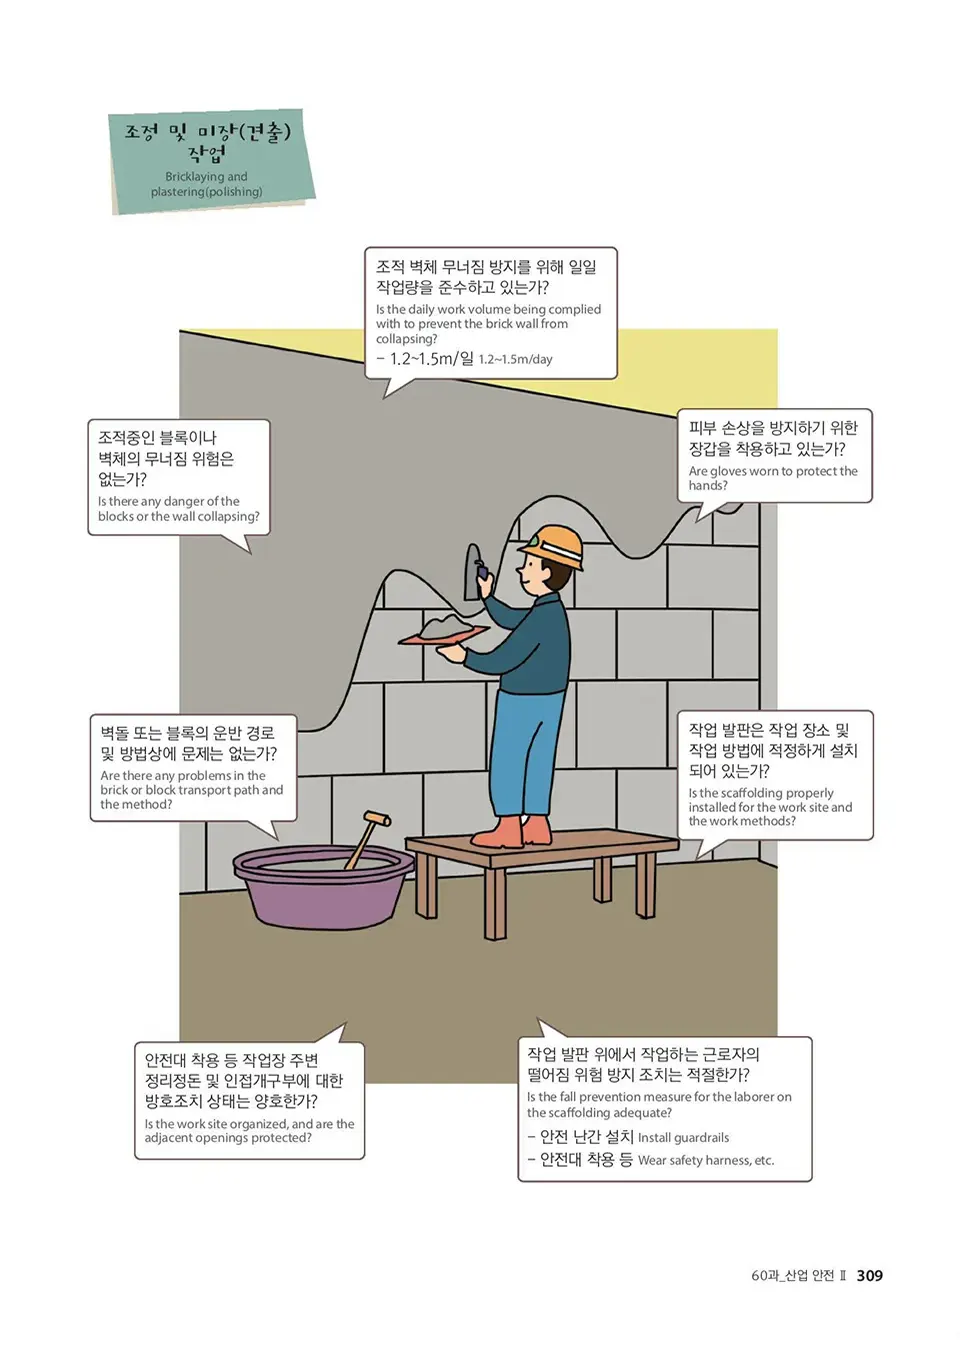 조정 및 미장(견출)
작업
Bricklaying and
plastering(polishing)
조적 벽체 무너짐 방지를 위해 일일
작업량을 준수하고 있는가?
Is the daily work volume being complied
with to prevent the brick wall from
collapsing?
- 1.2~1.5m/일 1.2~1.5m/day
조적중인 블록이나
벽체의 무너짐 위험은
없는가?
Is there any danger of the
blocks or the wall collapsing?
피부 손상을 방지하기 위한
장갑을 착용하고 있는가?
Are gloves worn to protect the
hands?
벽돌 또는 블록의 운반 경로
및 방법상에 문제는 없는가?
Are there any problems in the
brick or block transport path and
the method?
작업 발판은 작업 장소 및
작업 방법에 적정하게 설치
되어 있는가?
Is the scaffolding properly
installed for the work site and
the work methods?
안전대 착용 등 작업장 주변
정리정돈 및 인접개구부에 대한
방호조치 상태는 양호한가?
Is the work site organized, and are the
adjacent openings protected?
작업 발판 위에서 작업하는 근로자의
떨어짐 위험 방지 조치는 적절한가?
Is the fall prevention measure for the laborer on
the scaffolding adequate?
- 안전 난간 설치 Install guardrails
- 안전대 착용 등 Wear safety harness, etc.
60과_산업 안전 Ⅱ 309